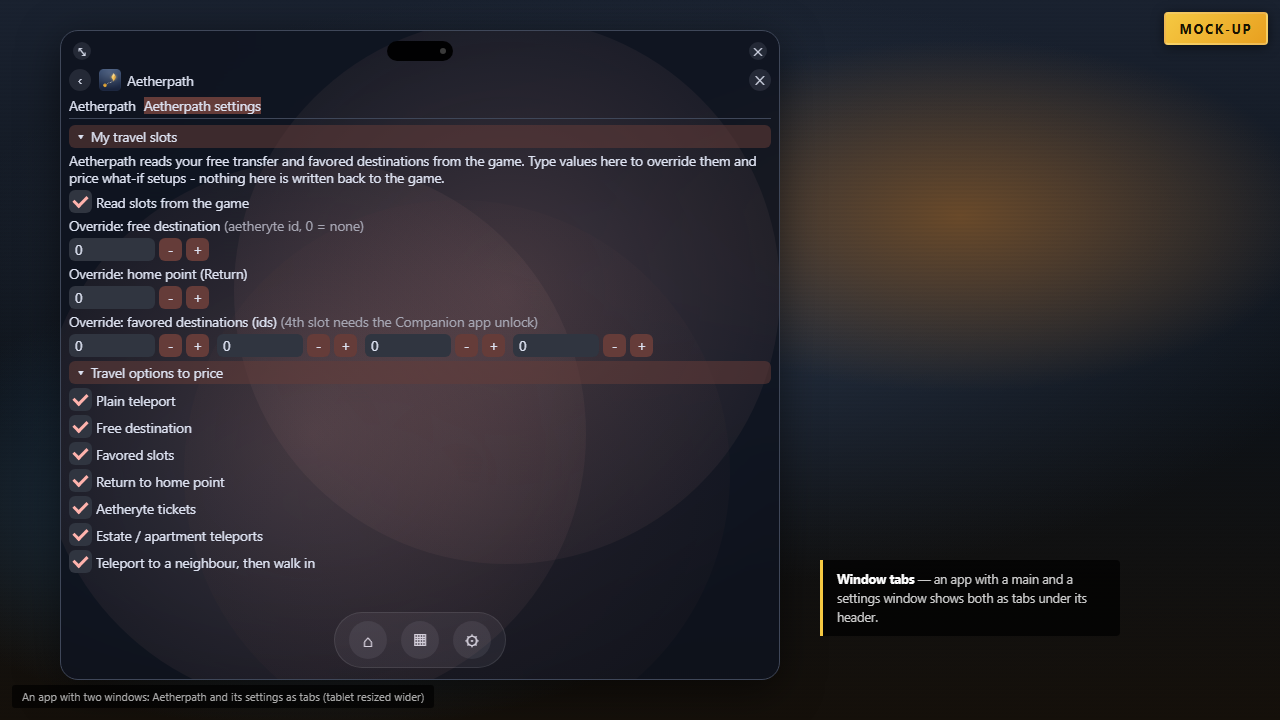 MOCK-UP
Aetherpath
Aetherpath Aetherpath settings
My travel slots
Aetherpath reads your free transfer and favored destinations from the game. Type values here to override them and
price what-if setups - nothing here is written back to the game.
Read slots from the game
Override: free destination (aetheryte id, 0 = none)
0 - +
Override: home point (Return)
0 - +
Override: favored destinations (ids) (4th slot needs the Companion app unlock)
0 - + 0 - + 0 - + 0 - +
Travel options to price
Plain teleport
Free destination
Favored slots
Return to home point
Aetheryte tickets
Estate / apartment teleports
Teleport to a neighbour, then walk in
Window tabs — an app with a main and a
settings window shows both as tabs under its
header.
An app with two windows: Aetherpath and its settings as tabs (tablet resized wider)